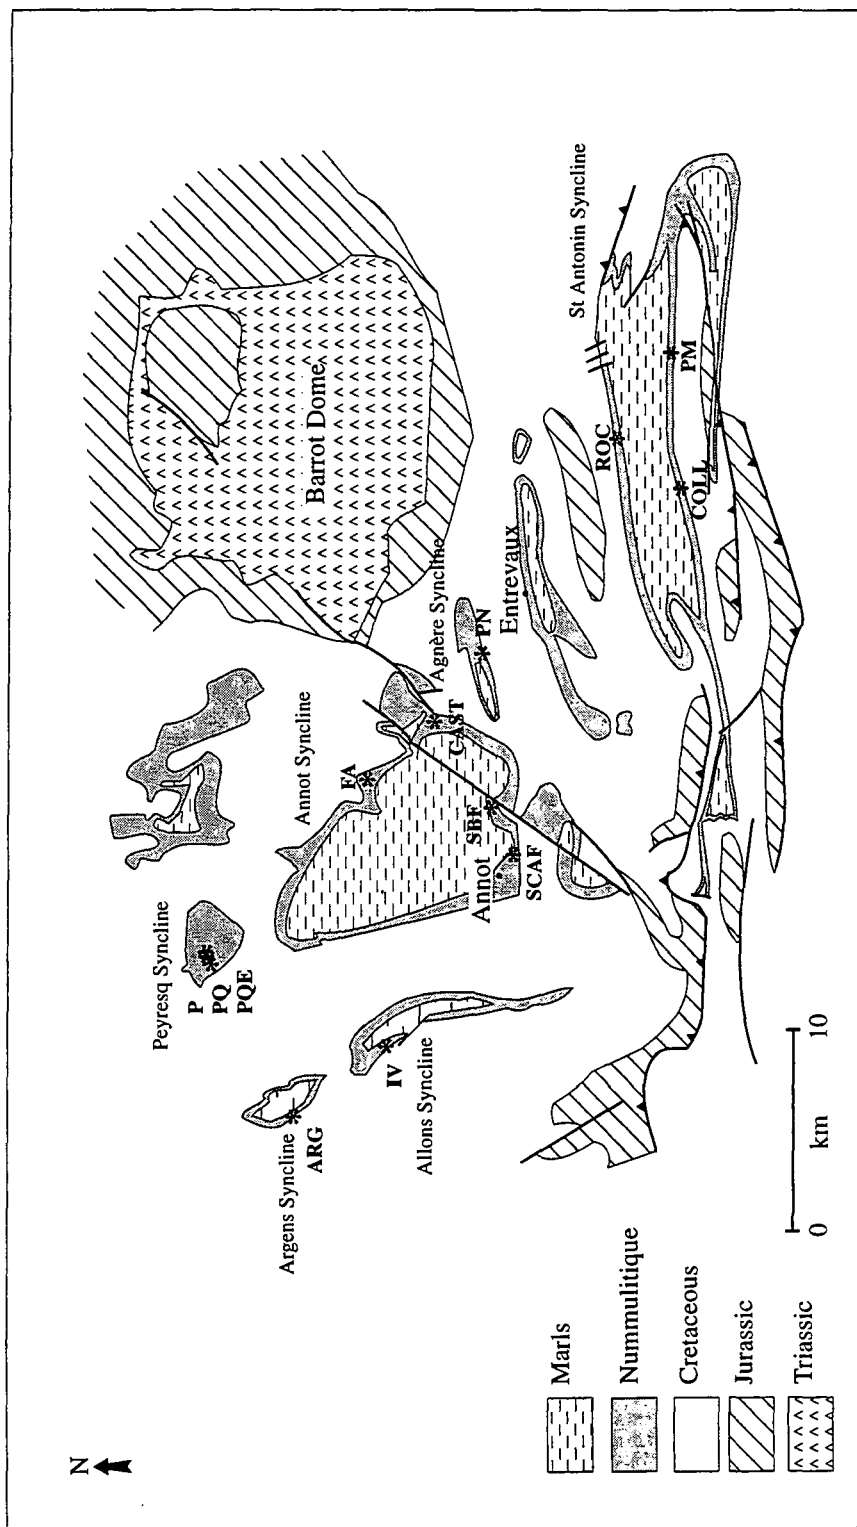 N
Peyresq Syncline
P
PQ
PQE
Annot Syncline
Barrot Dome
Argens Syncline
ARG
IV
Allons Syncline
FA
Annot
SCAF
SBF
CAST
Agnère Syncline
PN
Entrevaux
St Antonin Syncline
ROC
COLL
PM
Marls
Nummulitique
Cretaceous
Jurassic
Triassic
0
km
10